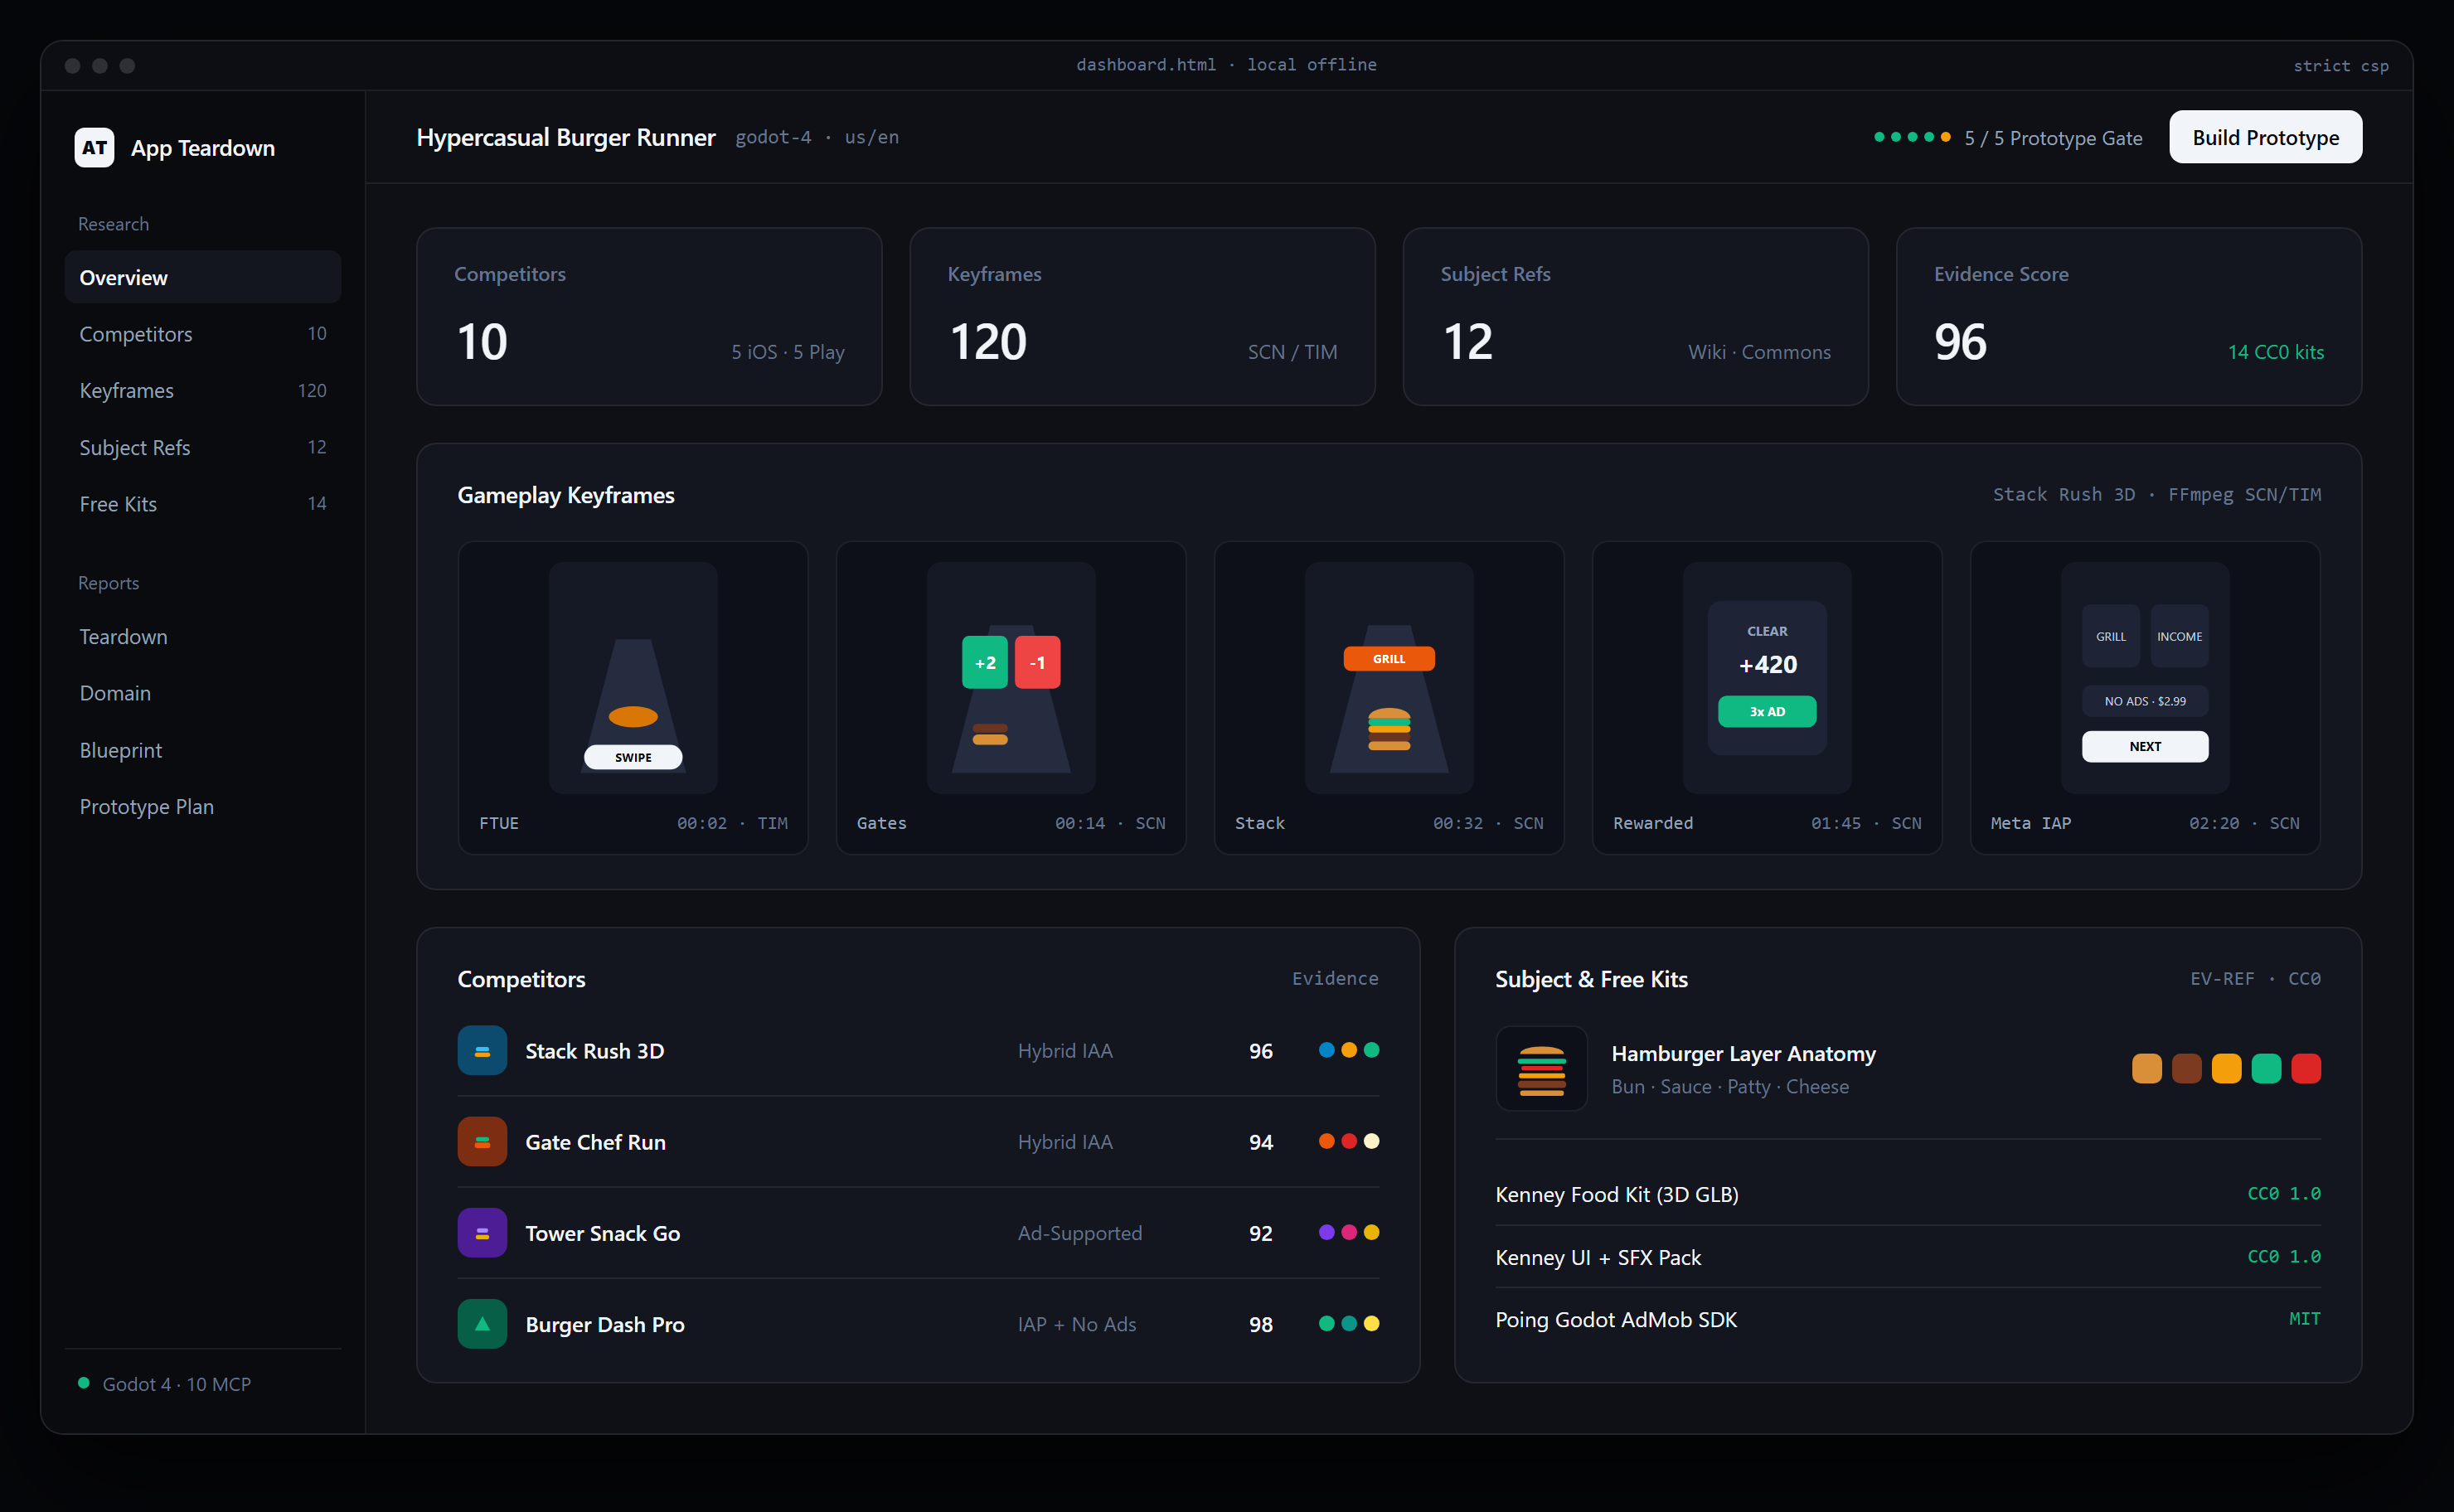 dashboard.html · local offline
strict csp
AT App Teardown
Research
Overview
Competitors 10
Keyframes 120
Subject Refs 12
Free Kits 14
Reports
Teardown
Domain
Blueprint
Prototype Plan
Godot 4 · 10 MCP
Hypercasual Burger Runner godot-4 · us/en
5 / 5 Prototype Gate
Build Prototype
Competitors
10
5 iOS · 5 Play
Keyframes
120
SCN / TIM
Subject Refs
12
Wiki · Commons
Evidence Score
96
14 CC0 kits
Gameplay Keyframes
Stack Rush 3D · FFmpeg SCN/TIM
SWIPE
FTUE 00:02 · TIM
+2 -1
Gates 00:14 · SCN
GRILL
Stack 00:32 · SCN
CLEAR
+420
3x AD
Rewarded 01:45 · SCN
GRILL INCOME
NO ADS · $2.99
NEXT
Meta IAP 02:20 · SCN
Competitors Evidence
Stack Rush 3D Hybrid IAA 96
Gate Chef Run Hybrid IAA 94
Tower Snack Go Ad-Supported 92
Burger Dash Pro IAP + No Ads 98
Subject & Free Kits EV-REF · CC0
Hamburger Layer Anatomy
Bun · Sauce · Patty · Cheese
Kenney Food Kit (3D GLB) CC0 1.0
Kenney UI + SFX Pack CC0 1.0
Poing Godot AdMob SDK MIT